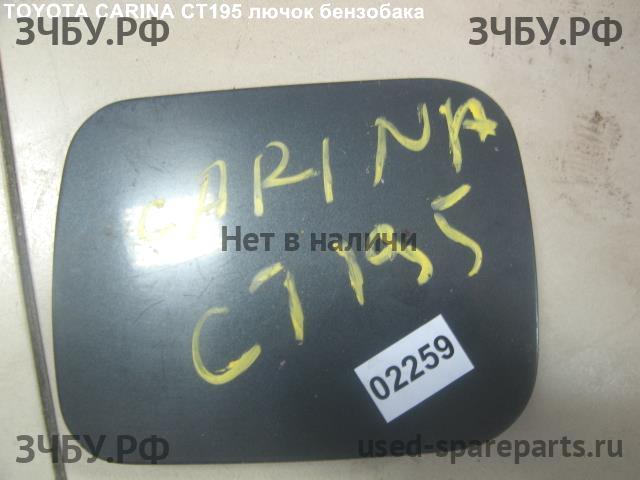 TOYOTA CARINA CT195 лючок бензобака
ЗЧБУ.РФ
ЗЧБУ.РФ
CARINA
Нет в наличи
CT195
02259
ЗЧБУ.РФ
used-spareparts.ru